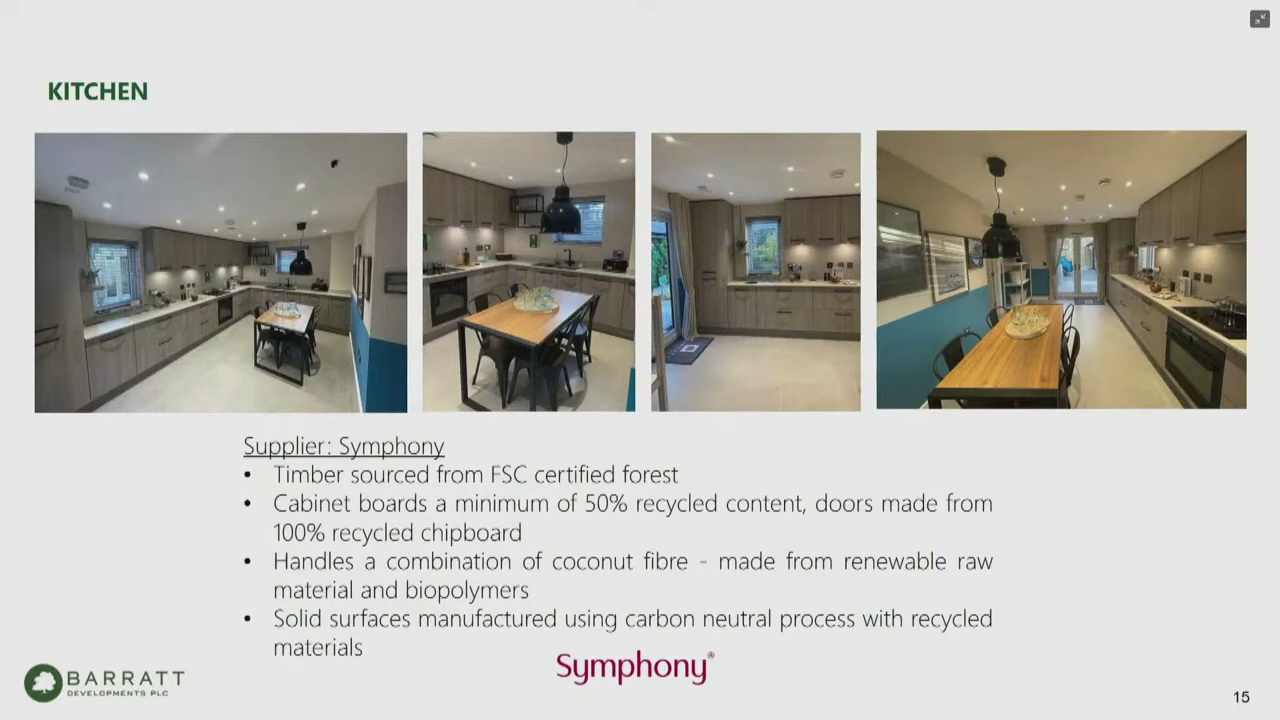 KITCHEN
Supplier: Symphony
• Timber sourced from FSC certified forest
• Cabinet boards a minimum of 50% recycled content, doors made from
100% recycled chipboard
• Handles a combination of coconut fibre - made from renewable raw
material and biopolymers
• Solid surfaces manufactured using carbon neutral process with recycled
materials
Symphony®
BARRATT
DEVELOPMENTS PLC
15